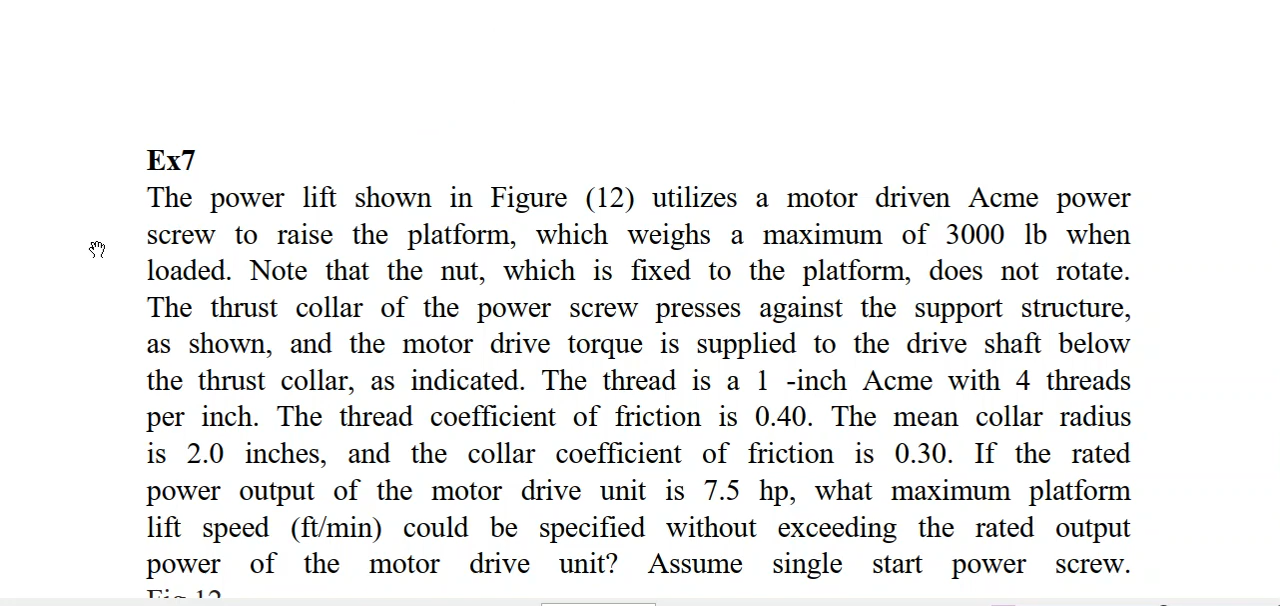 Ex7
The power lift shown in Figure (12) utilizes a motor driven Acme power
screw to raise the platform, which weighs a maximum of 3000 lb when
loaded. Note that the nut, which is fixed to the platform, does not rotate.
The thrust collar of the power screw presses against the support structure,
as shown, and the motor drive torque is supplied to the drive shaft below
the thrust collar, as indicated. The thread is a 1 -inch Acme with 4 threads
per inch. The thread coefficient of friction is 0.40. The mean collar radius
is 2.0 inches, and the collar coefficient of friction is 0.30. If the rated
power output of the motor drive unit is 7.5 hp, what maximum platform
lift speed (ft/min) could be specified without exceeding the rated output
power of the motor drive unit? Assume single start power screw.
Fig 12